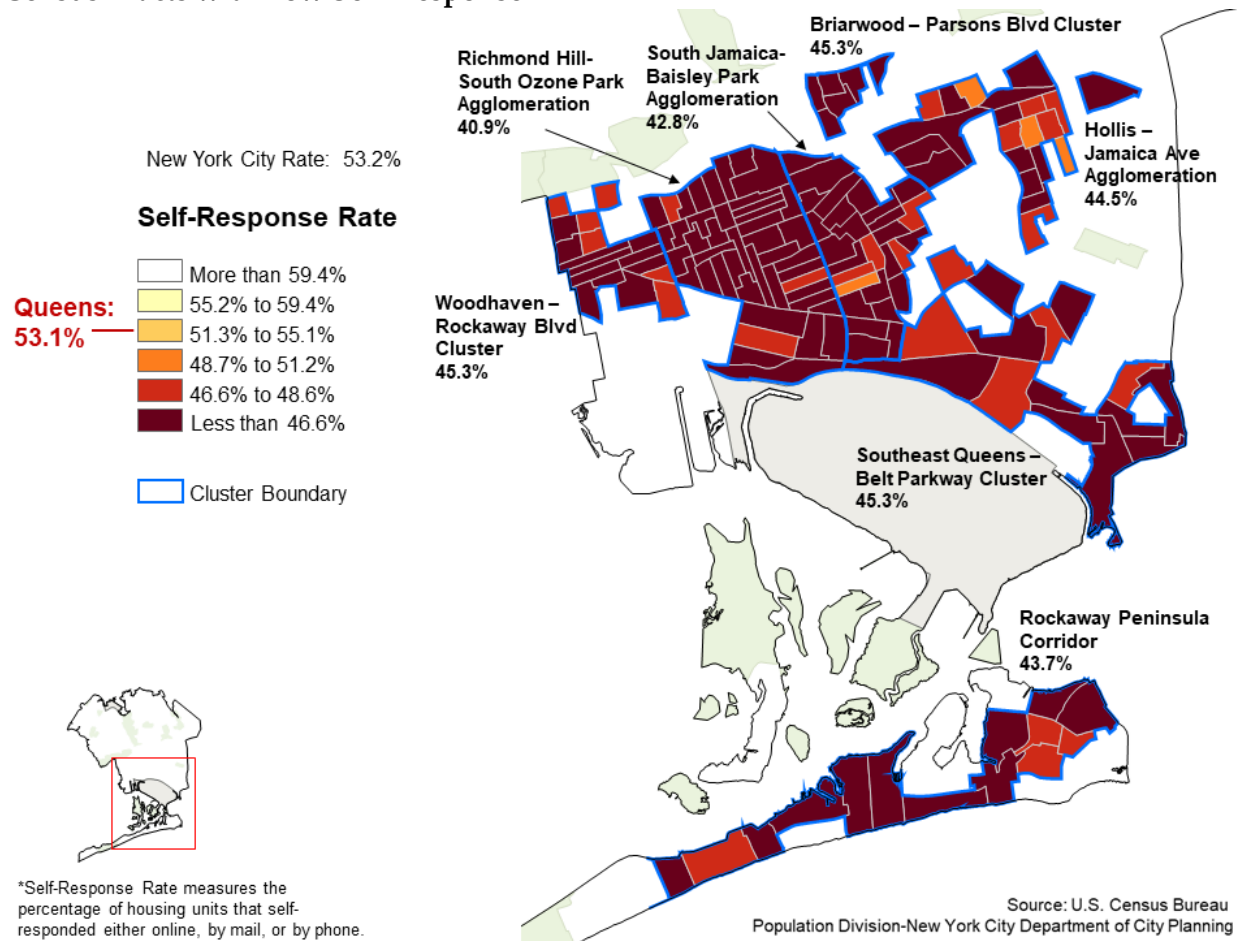 Briarwood – Parsons Blvd Cluster
45.3%
South Jamaica-
Baisley Park
Agglomeration
42.8%
Richmond Hill-
South Ozone Park
Agglomeration
40.9%
Hollis –
Jamaica Ave
Agglomeration
44.5%
New York City Rate: 53.2%
Self-Response Rate
More than 59.4%
55.2% to 59.4%
51.3% to 55.1%
48.7% to 51.2%
46.6% to 48.6%
Less than 46.6%
Queens:
53.1%
Cluster Boundary
Woodhaven –
Rockaway Blvd
Cluster
45.3%
Southeast Queens –
Belt Parkway Cluster
45.3%
Rockaway Peninsula
Corridor
43.7%
*Self-Response Rate measures the
percentage of housing units that self-
responded either online, by mail, or by phone.
Source: U.S. Census Bureau
Population Division-New York City Department of City Planning